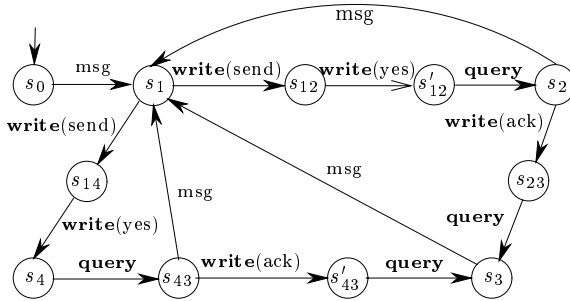 msg
s0 msg s1 write(send) s12 write(yes) s′12 query s2
write(send) write(ack)
s14 msg s23
msg
write(yes) query
s4 query s43 write(ack) s′43 query s3